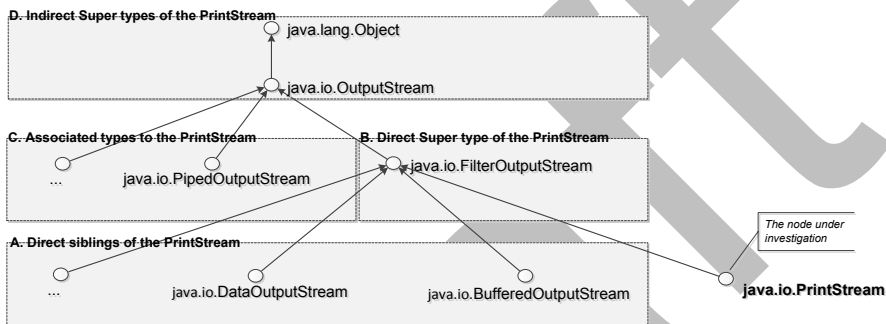 D. Indirect Super types of the PrintStream
java.lang.Object
java.io.OutputStream
C. Associated types to the PrintStream
B. Direct Super type of the PrintStream
...
java.io.PipedOutputStream
java.io.FilterOutputStream
A. Direct siblings of the PrintStream
The node under
investigation
...
java.io.DataOutputStream
java.io.BufferedOutputStream
java.io.PrintStream